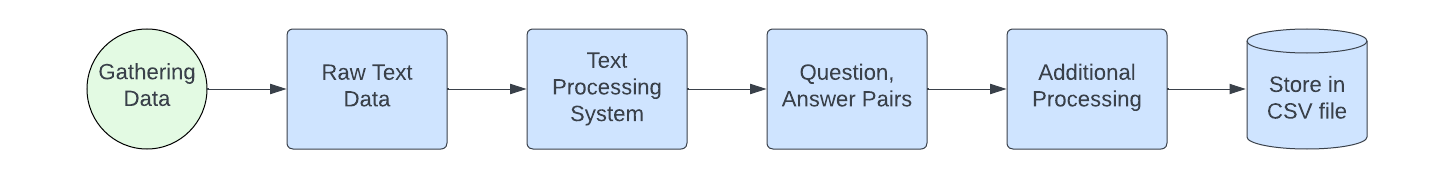 Gathering
Data
Raw Text
Data
Text
Processing
System
Question,
Answer Pairs
Additional
Processing
Store in
CSV file